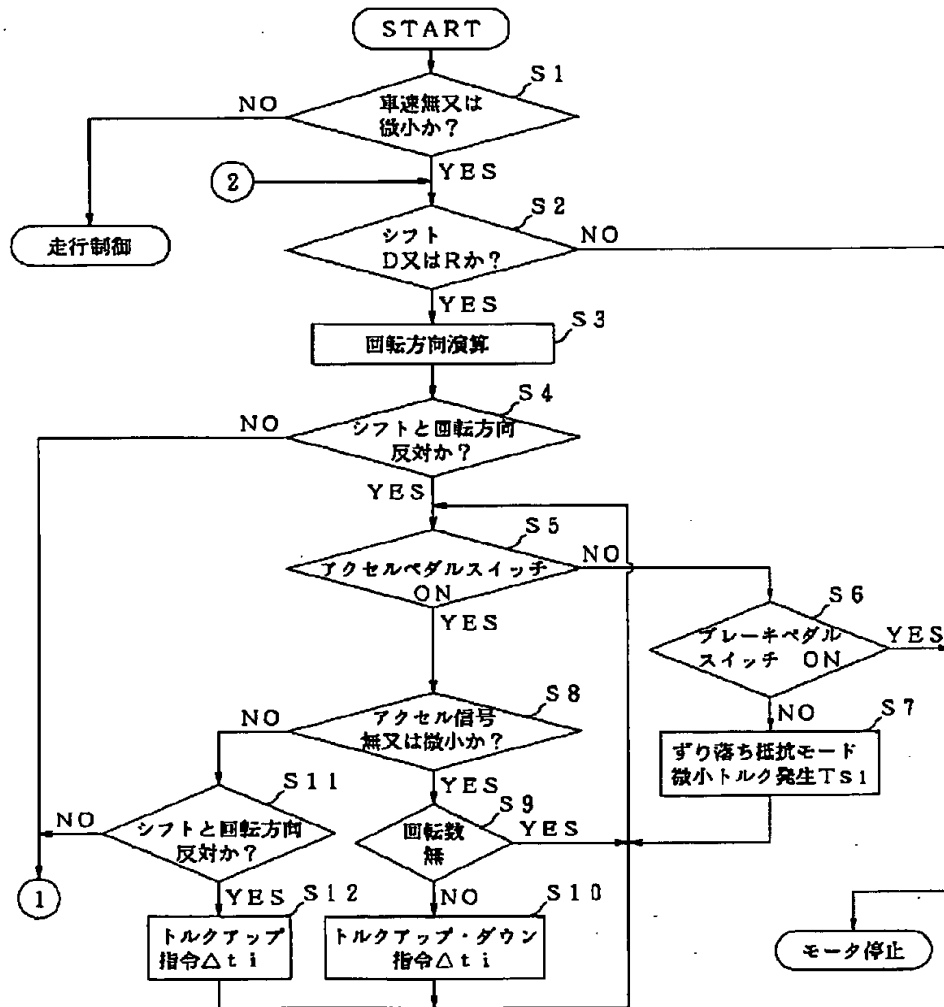 START
S1
NO
車速無又は
微小か?
YES
2
S2
走行制御
シフト
D又はRか?
NO
YES
S3
回転方向演算
S4
NO
シフトと回転方向
反対か?
YES
S5
アクセルペダルスイッチ
ON
NO
YES
S6
ブレーキペダル
スイッチ ON
YES
NO
S7
ずり落ち抵抗モード
微小トルク発生TS1
S8
NO
アクセル信号
無又は微小か?
YES
S11
NO
シフトと回転方向
反対か?
S9
回転数
無
YES
1
YES
S12
トルクアップ
指令△ti
NO
S10
トルクアップ・ダウン
指令△ti
モータ停止